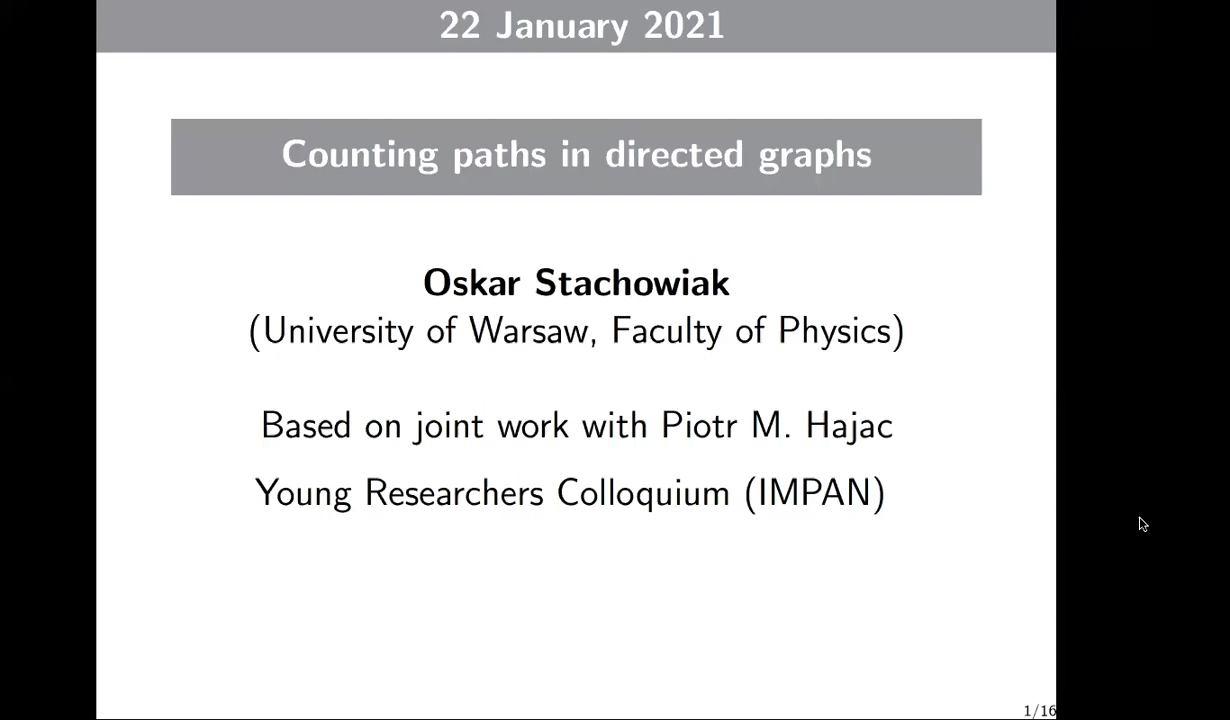 22 January 2021
Counting paths in directed graphs
Oskar Stachowiak
(University of Warsaw, Faculty of Physics)
Based on joint work with Piotr M. Hajac
Young Researchers Colloquium (IMPAN)
1/16